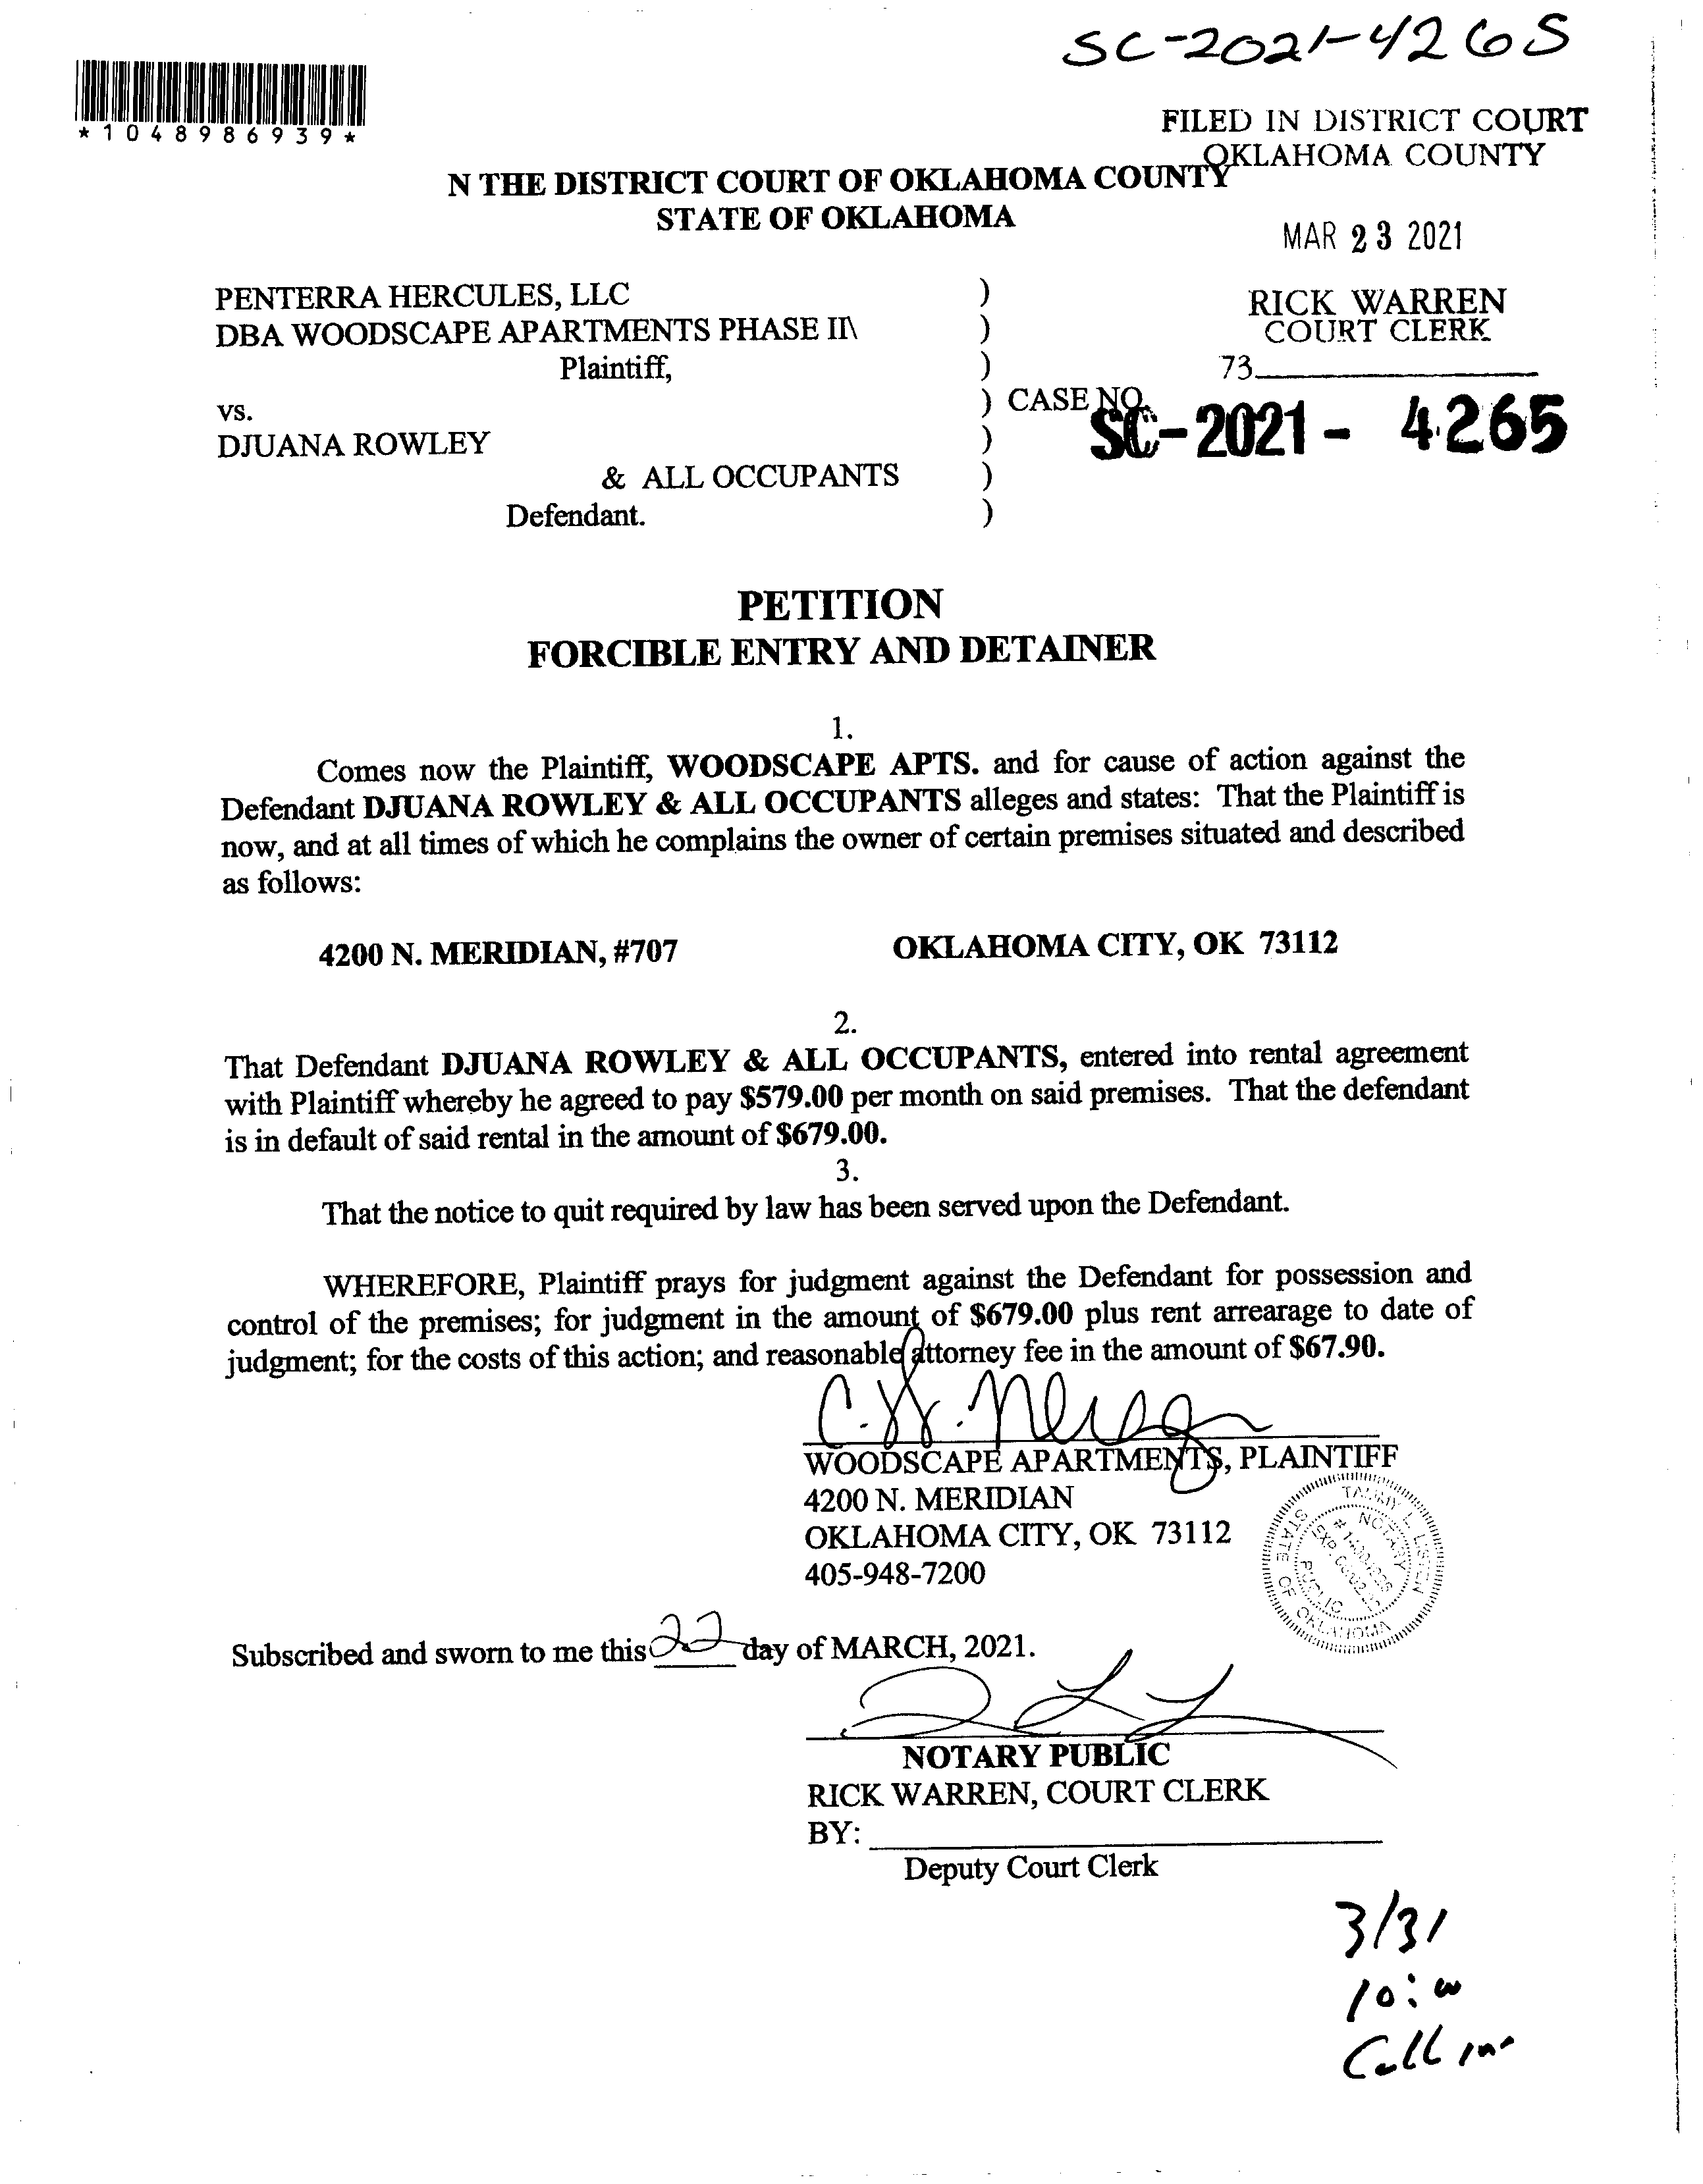 SC-2021-4265
*1048986939*
FILED IN DISTRICT COURT
OKLAHOMA COUNTY
N THE DISTRICT COURT OF OKLAHOMA COUNTY
STATE OF OKLAHOMA
MAR 23 2021
PENTERRA HERCULES, LLC )
DBA WOODSCAPE APARTMENTS PHASE II\ )
Plaintiff, )
RICK WARREN
COURT CLERK
73
vs. ) CASE NO.
SC-2021- 4265
DJUANA ROWLEY )
& ALL OCCUPANTS )
Defendant. )
PETITION
FORCIBLE ENTRY AND DETAINER
1.
Comes now the Plaintiff, WOODSCAPE APTS. and for cause of action against the
Defendant DJUANA ROWLEY & ALL OCCUPANTS alleges and states: That the Plaintiff is
now, and at all times of which he complains the owner of certain premises situated and described
as follows:
4200 N. MERIDIAN, #707 OKLAHOMA CITY, OK 73112
2.
That Defendant DJUANA ROWLEY & ALL OCCUPANTS, entered into rental agreement
with Plaintiff whereby he agreed to pay $579.00 per month on said premises. That the defendant
is in default of said rental in the amount of $679.00.
3.
That the notice to quit required by law has been served upon the Defendant.
WHEREFORE, Plaintiff prays for judgment against the Defendant for possession and
control of the premises; for judgment in the amount of $679.00 plus rent arrearage to date of
judgment; for the costs of this action; and reasonable attorney fee in the amount of $67.90.
WOODSCAPE APARTMENTS, PLAINTIFF
4200 N. MERIDIAN
OKLAHOMA CITY, OK 73112
405-948-7200
NOTARY PUBLIC
STATE OF OKLAHOMA
Subscribed and sworn to me this 22 day of MARCH, 2021.
NOTARY PUBLIC
RICK WARREN, COURT CLERK
BY:
Deputy Court Clerk
3/31
10:00
Call in